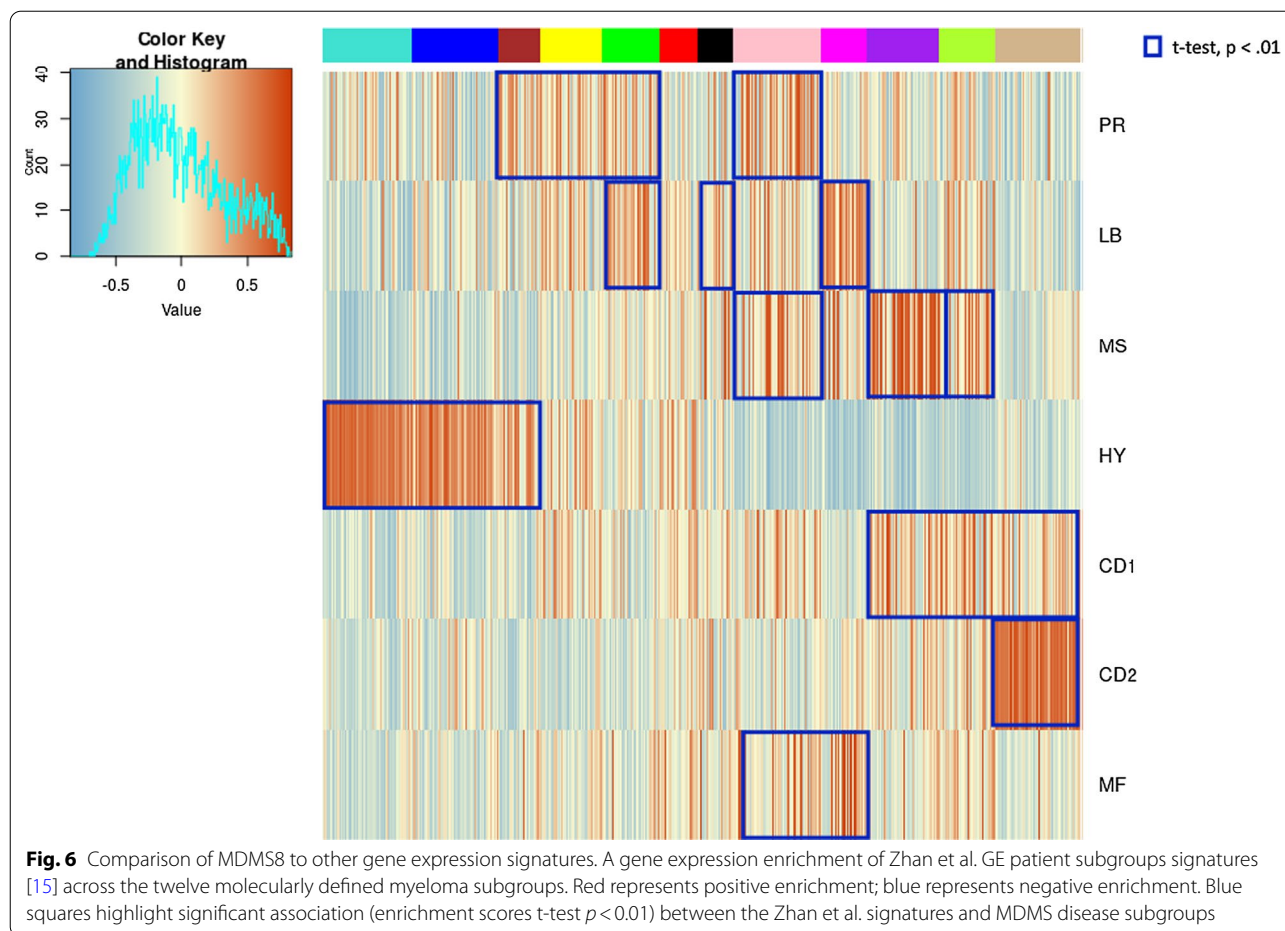 Color Key
and Histogram
40
30
20
10
0
Count
-0.5 0 0.5
Value
t-test, p < .01
PR
LB
MS
HY
CD1
CD2
MF
Fig. 6 Comparison of MDMS8 to other gene expression signatures. A gene expression enrichment of Zhan et al. GE patient subgroups signatures
[15] across the twelve molecularly defined myeloma subgroups. Red represents positive enrichment; blue represents negative enrichment. Blue
squares highlight significant association (enrichment scores t-test p < 0.01) between the Zhan et al. signatures and MDMS disease subgroups